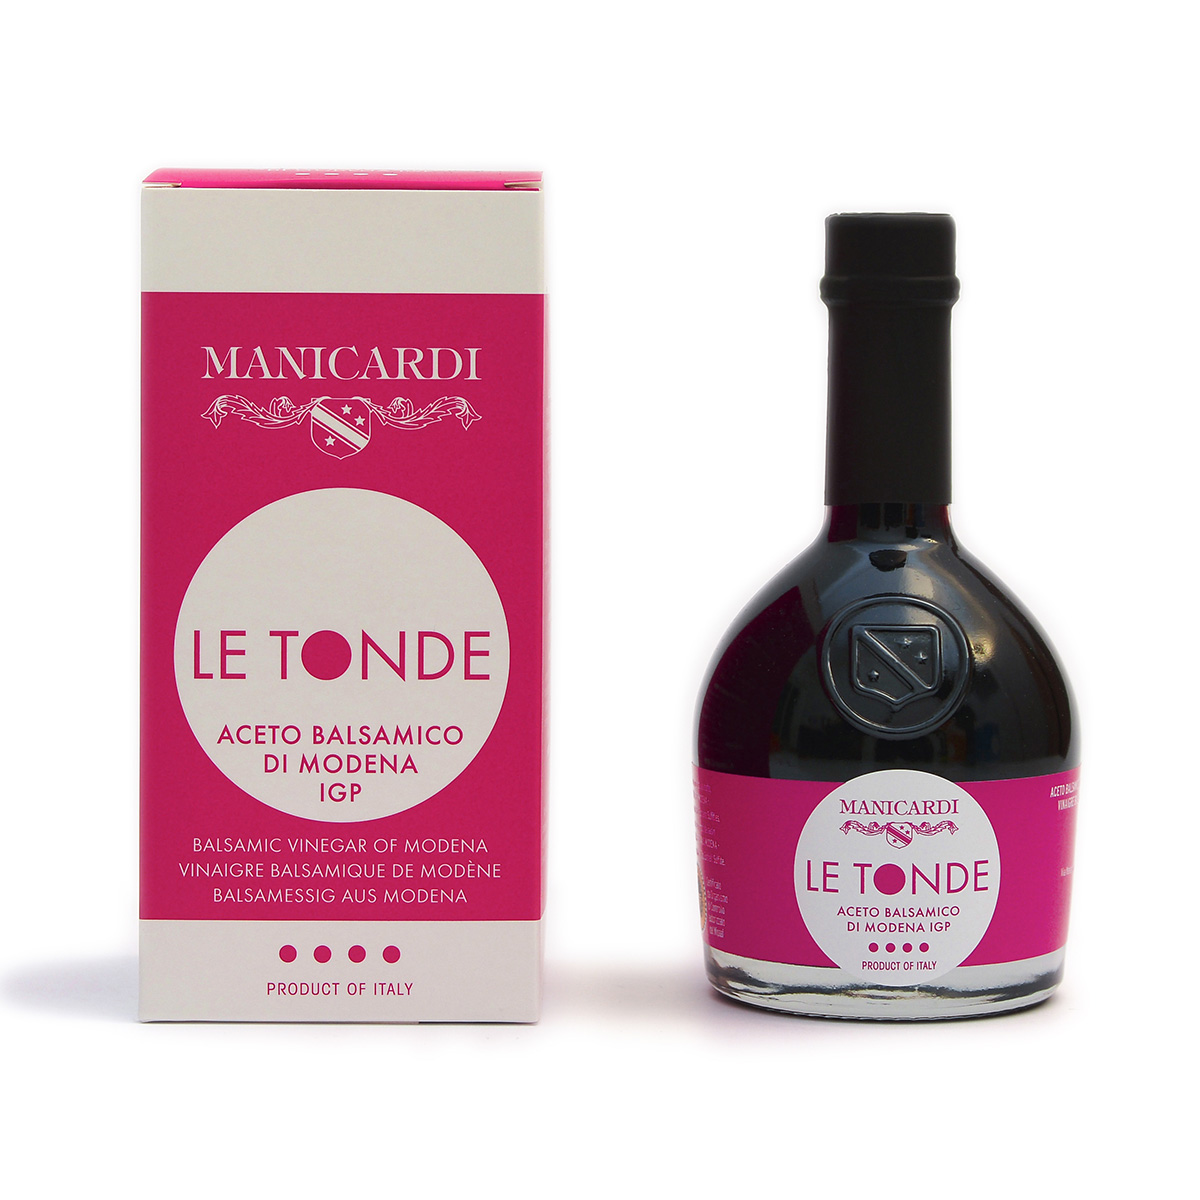 MANICARDI
LE TONDE
ACETO BALSAMICO
DI MODENA
IGP
BALSAMIC VINEGAR OF MODENA
VINAIGRE BALSAMIQUE DE MODÈNE
BALSAMESSIG AUS MODENA
PRODUCT OF ITALY
MANICARDI
LE TONDE
ACETO BALSAMICO
DI MODENA IGP
PRODUCT OF ITALY